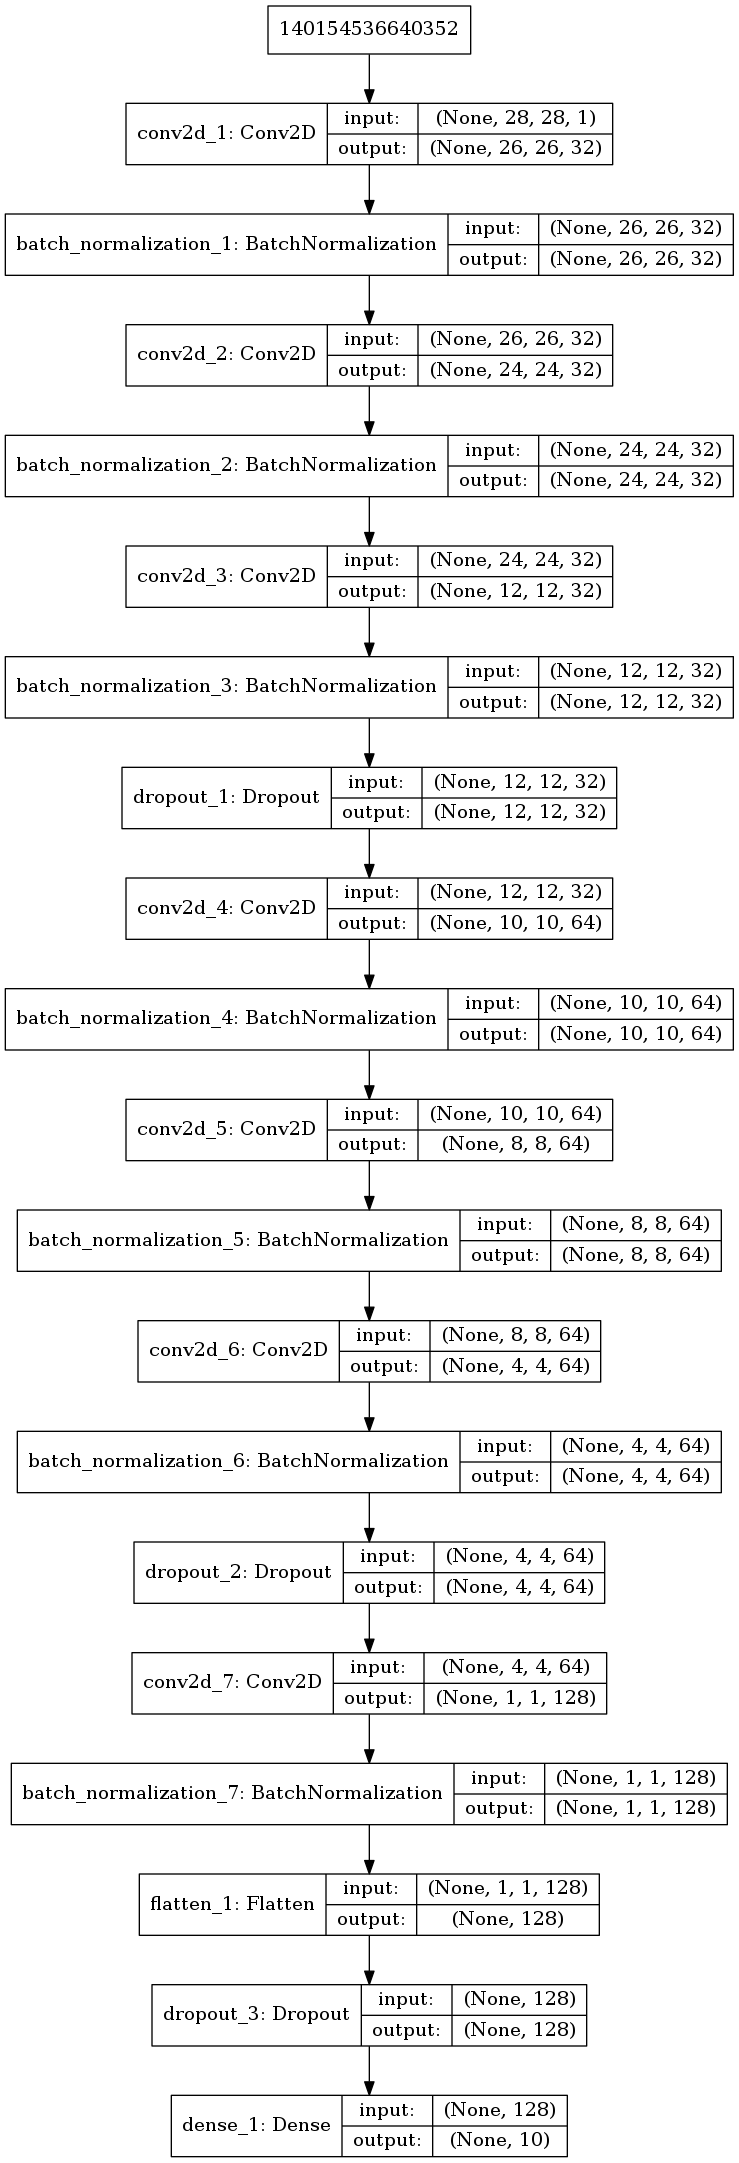 140154536640352
conv2d_1: Conv2D input: (None, 28, 28, 1)
output: (None, 26, 26, 32)
batch_normalization_1: BatchNormalization input: (None, 26, 26, 32)
output: (None, 26, 26, 32)
conv2d_2: Conv2D input: (None, 26, 26, 32)
output: (None, 24, 24, 32)
batch_normalization_2: BatchNormalization input: (None, 24, 24, 32)
output: (None, 24, 24, 32)
conv2d_3: Conv2D input: (None, 24, 24, 32)
output: (None, 12, 12, 32)
batch_normalization_3: BatchNormalization input: (None, 12, 12, 32)
output: (None, 12, 12, 32)
dropout_1: Dropout input: (None, 12, 12, 32)
output: (None, 12, 12, 32)
conv2d_4: Conv2D input: (None, 12, 12, 32)
output: (None, 10, 10, 64)
batch_normalization_4: BatchNormalization input: (None, 10, 10, 64)
output: (None, 10, 10, 64)
conv2d_5: Conv2D input: (None, 10, 10, 64)
output: (None, 8, 8, 64)
batch_normalization_5: BatchNormalization input: (None, 8, 8, 64)
output: (None, 8, 8, 64)
conv2d_6: Conv2D input: (None, 8, 8, 64)
output: (None, 4, 4, 64)
batch_normalization_6: BatchNormalization input: (None, 4, 4, 64)
output: (None, 4, 4, 64)
dropout_2: Dropout input: (None, 4, 4, 64)
output: (None, 4, 4, 64)
conv2d_7: Conv2D input: (None, 4, 4, 64)
output: (None, 1, 1, 128)
batch_normalization_7: BatchNormalization input: (None, 1, 1, 128)
output: (None, 1, 1, 128)
flatten_1: Flatten input: (None, 1, 1, 128)
output: (None, 128)
dropout_3: Dropout input: (None, 128)
output: (None, 128)
dense_1: Dense input: (None, 128)
output: (None, 10)